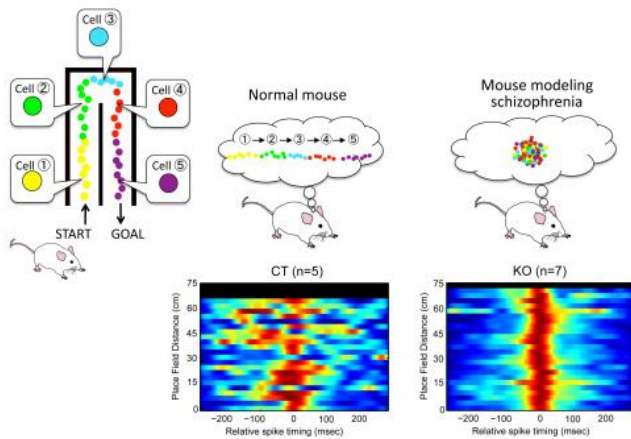 Cell ③
Cell ②
Cell ④
Cell ①
Cell ⑤
START
GOAL
Normal mouse
① → ② → ③ → ④ → ⑤
Mouse modeling
schizophrenia
CT (n=5)
Place Field Distance (cm)
75
60
45
30
15
0
−200
−100
0
100
200
Relative spike timing (msec)
KO (n=7)
Place Field Distance (cm)
75
60
45
30
15
0
−200
−100
0
100
200
Relative spike timing (msec)